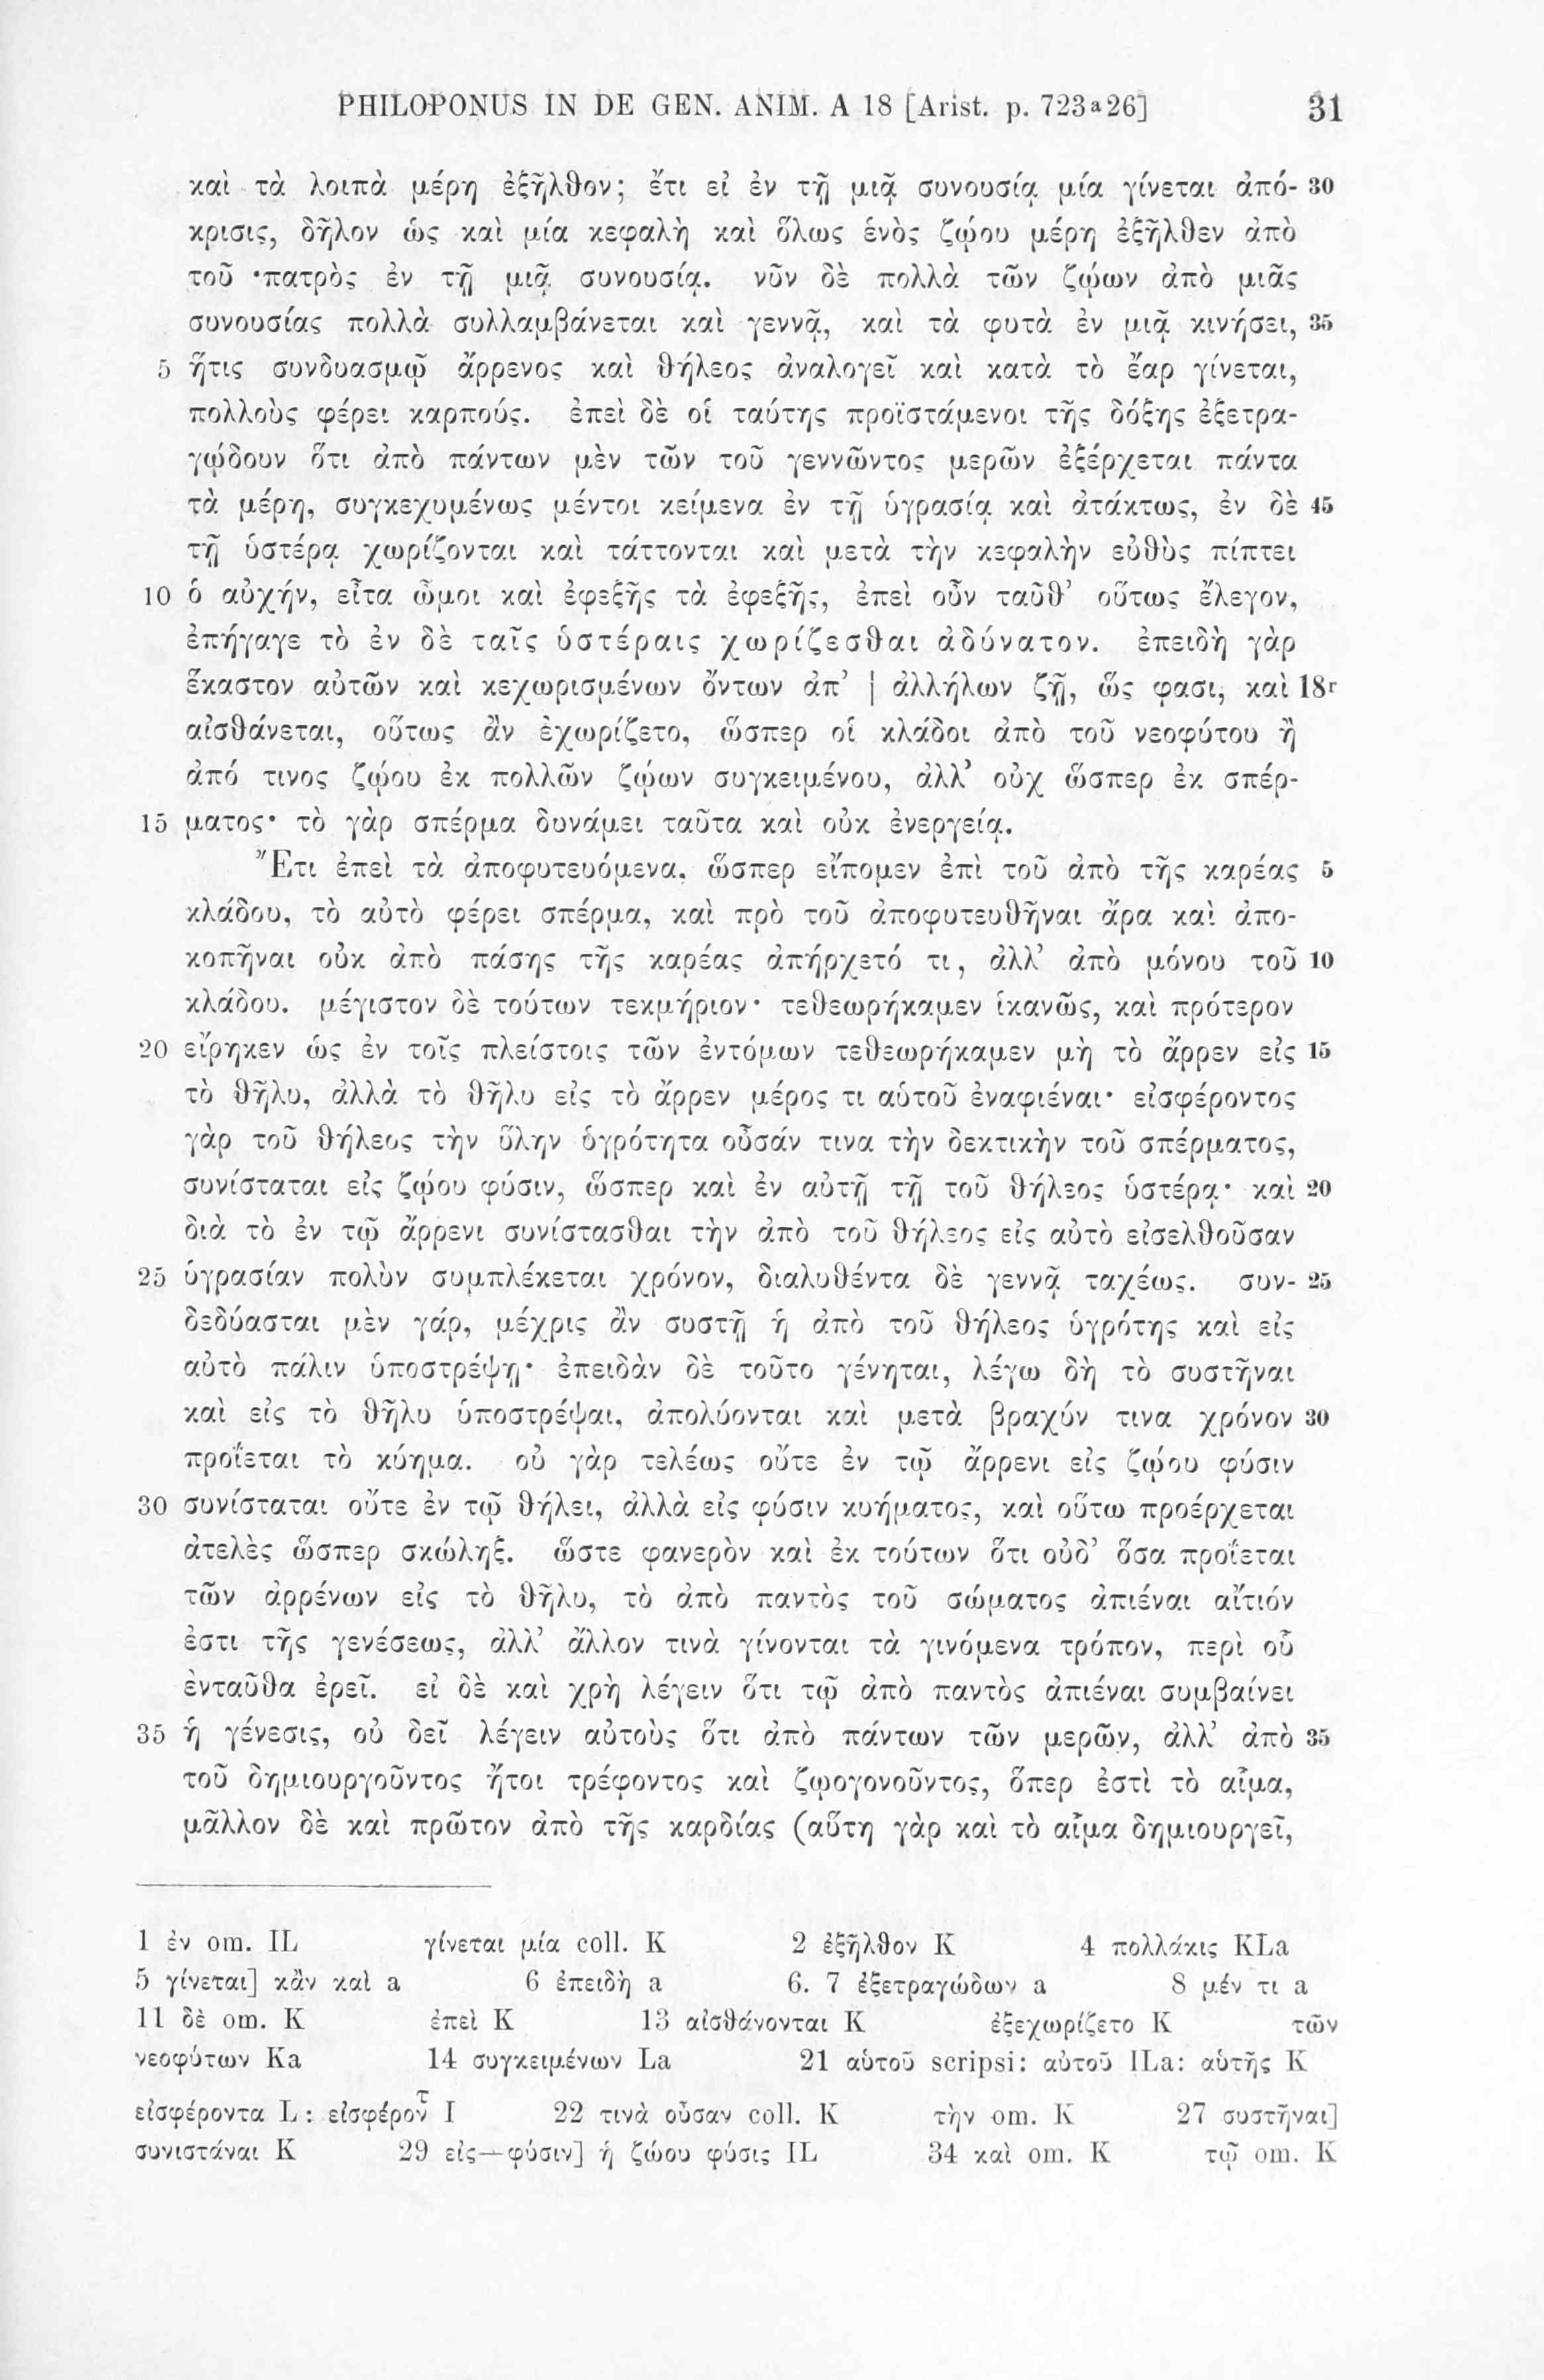 PHILOPONUS IN DE GEN. ANIM. A 18 [Arist. p. 723a26] 31
καὶ τὰ λοιπὰ μέρη ἐξῆλθον; ἔτι εἰ ἐν τῇ μιᾷ συνουσίᾳ μία γίνεται ἀπό- 30
κρισις, δῆλον ὡς καὶ μία κεφαλὴ καὶ ὅλως ἑνὸς ζῴου μέρη ἐξῆλθεν ἀπὸ
τοῦ πατρὸς ἐν τῇ μιᾷ συνουσίᾳ. νῦν δὲ πολλὰ τῶν ζῴων ἀπὸ μιᾶς
συνουσίας πολλὰ συλλαμβάνεται καὶ γεννᾷ, καὶ τὰ φυτὰ ἐν μιᾷ κινήσει, 35
5 ἥτις συνδυασμῷ ἄρρενος καὶ θήλεος ἀναλογεῖ καὶ κατὰ τὸ ἔαρ γίνεται,
πολλοὺς φέρει καρπούς. ἐπεὶ δὲ οἱ ταύτης προϊστάμενοι τῆς δόξης ἐξετρα-
γῴδουν ὅτι ἀπὸ πάντων μὲν τῶν τοῦ γεννῶντος μερῶν ἐξέρχεται πάντα
τὰ μέρη, συγκεχυμένως μέντοι κείμενα ἐν τῇ ὑγρασίᾳ καὶ ἀτάκτως, ἐν δὲ 45
τῇ ὑστέρᾳ χωρίζονται καὶ τάττονται καὶ μετὰ τὴν κεφαλὴν εὐθὺς πίπτει
10 ὁ αὐχήν, εἶτα ὦμοι καὶ ἐφεξῆς τὰ ἐφεξῆς, ἐπεὶ οὖν ταῦθ’ οὕτως ἔλεγον,
ἐπήγαγε τὸ ἐν δὲ ταῖς ὑστέραις χωρίζεσθαι ἀδύνατον. ἐπειδὴ γὰρ
ἕκαστον αὐτῶν καὶ κεχωρισμένων ὄντων ἀπ’ | ἀλλήλων ζῇ, ὥς φασι, καὶ 18r
αἰσθάνεται, οὕτως ἂν ἐχωρίζετο, ὥσπερ οἱ κλάδοι ἀπὸ τοῦ νεοφύτου ἢ
ἀπό τινος ζῴου ἐκ πολλῶν ζῴων συγκειμένου, ἀλλ’ οὐχ ὥσπερ ἐκ σπέρ-
15 ματος· τὸ γὰρ σπέρμα δυνάμει ταῦτα καὶ οὐκ ἐνεργείᾳ.
Ἔτι ἐπεὶ τὰ ἀποφυτευόμενα, ὥσπερ εἴπομεν ἐπὶ τοῦ ἀπὸ τῆς καρέας 5
κλάδου, τὸ αὐτὸ φέρει σπέρμα, καὶ πρὸ τοῦ ἀποφυτευθῆναι ἄρα καὶ ἀπο-
κοπῆναι οὐκ ἀπὸ πάσης τῆς καρέας ἀπήρχετό τι, ἀλλ’ ἀπὸ μόνου τοῦ 10
κλάδου. μέγιστον δὲ τούτων τεκμήριον· τεθεωρήκαμεν ἱκανῶς, καὶ πρότερον
20 εἴρηκεν ὡς ἐν τοῖς πλείστοις τῶν ἐντόμων τεθεωρήκαμεν μὴ τὸ ἄρρεν εἰς 15
τὸ θῆλυ, ἀλλὰ τὸ θῆλυ εἰς τὸ ἄρρεν μέρος τι αὑτοῦ ἐναφιέναι· εἰσφέροντος
γὰρ τοῦ θήλεος τὴν ὕλην ὑγρότητα οὖσάν τινα τὴν δεκτικὴν τοῦ σπέρματος,
συνίσταται εἰς ζῴου φύσιν, ὥσπερ καὶ ἐν αὐτῇ τῇ τοῦ θήλεος ὑστέρᾳ· καὶ 20
διὰ τὸ ἐν τῷ ἄρρενι συνίστασθαι τὴν ἀπὸ τοῦ θήλεος εἰς αὐτὸ εἰσελθοῦσαν
25 ὑγρασίαν πολὺν συμπλέκεται χρόνον, διαλυθέντα δὲ γεννᾷ ταχέως. συν- 25
δεδύασται μὲν γάρ, μέχρις ἂν συστῇ ἡ ἀπὸ τοῦ θήλεος ὑγρότης καὶ εἰς
αὐτὸ πάλιν ὑποστρέψῃ· ἐπειδὰν δὲ τοῦτο γένηται, λέγω δὴ τὸ συστῆναι
καὶ εἰς τὸ θῆλυ ὑποστρέψαι, ἀπολύονται καὶ μετὰ βραχύν τινα χρόνον 30
προΐεται τὸ κύημα. οὐ γὰρ τελέως οὔτε ἐν τῷ ἄρρενι εἰς ζῴου φύσιν
30 συνίσταται οὔτε ἐν τῷ θήλει, ἀλλὰ εἰς φύσιν κυήματος, καὶ οὕτω προέρχεται
ἀτελὲς ὥσπερ σκώληξ. ὥστε φανερὸν καὶ ἐκ τούτων ὅτι οὐδ’ ὅσα προΐεται
τῶν ἀρρένων εἰς τὸ θῆλυ, τὸ ἀπὸ παντὸς τοῦ σώματος ἀπιέναι αἴτιόν
ἐστι τῆς γενέσεως, ἀλλ’ ἄλλον τινὰ γίνονται τὰ γινόμενα τρόπον, περὶ οὗ
ἐνταῦθα ἐρεῖ. εἰ δὲ καὶ χρὴ λέγειν ὅτι τῷ ἀπὸ παντὸς ἀπιέναι συμβαίνει
35 ἡ γένεσις, οὐ δεῖ λέγειν αὐτοὺς ὅτι ἀπὸ πάντων τῶν μερῶν, ἀλλ’ ἀπὸ 35
τοῦ δημιουργοῦντος ἤτοι τρέφοντος καὶ ζῳογονοῦντος, ὅπερ ἐστὶ τὸ αἷμα,
μᾶλλον δὲ καὶ πρῶτον ἀπὸ τῆς καρδίας (αὕτη γὰρ καὶ τὸ αἷμα δημιουργεῖ,
1 ἐν om. IL γίνεται μία coll. K 2 ἐξῆλθον K 4 πολλάκις KLa
5 γίνεται] κἂν καὶ a 6 ἐπειδὴ a 6. 7 ἐξετραγώδων a 8 μέν τι a
11 δὲ om. K ἐπεὶ K 13 αἰσθάνονται K ἐξεχωρίζετο K τῶν
νεοφύτων Ka 14 συγκειμένων La 21 αὑτοῦ scripsi: αὐτοῦ ILa: αὑτῆς K
εἰσφέροντα L: εἰσφέρον͏τ I 22 τινὰ οὖσαν coll. K τὴν om. K 27 συστῆναι]
συνιστάναι K 29 εἰς—φύσιν] ἡ ζώου φύσις IL 34 καὶ om. K τῷ om. K